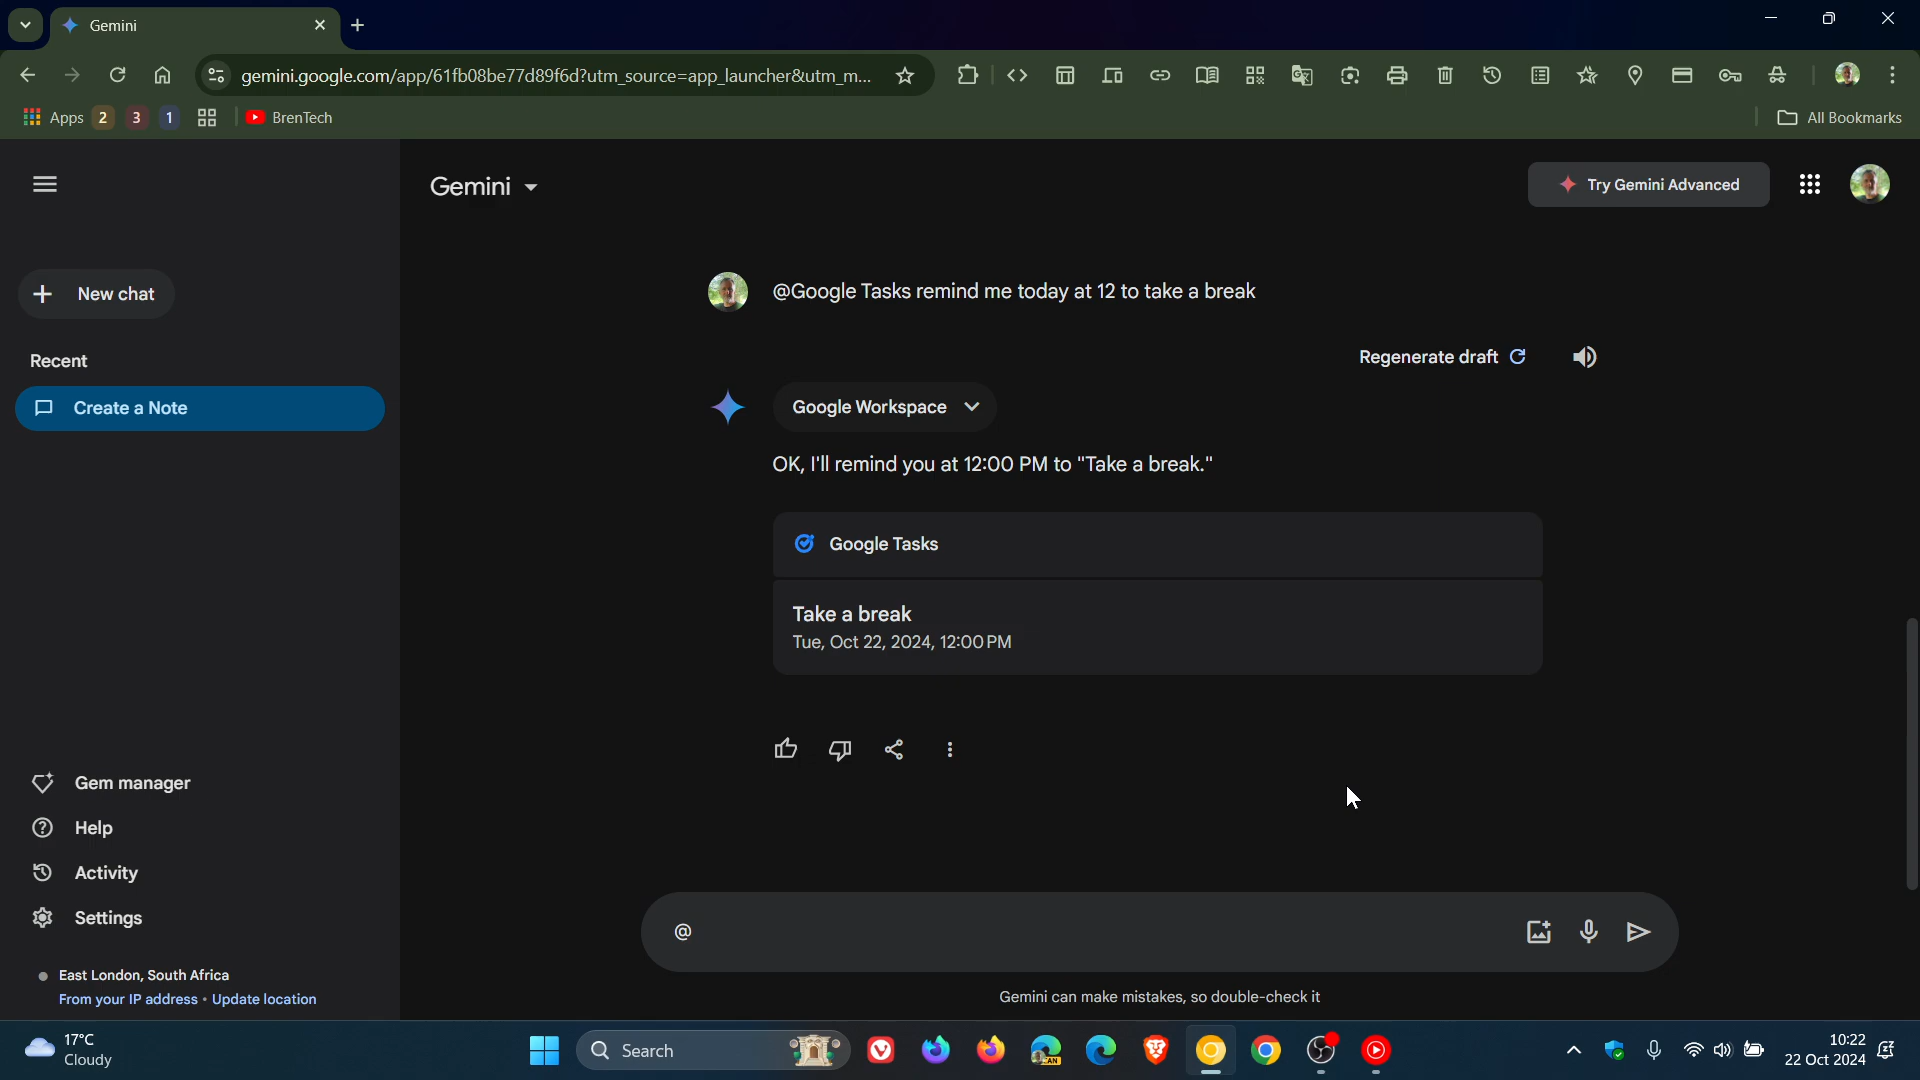 Gemini
gemini.google.com/app/61fb08be77d89f6d?utm_source=app_launcher&utm_m...
Apps 2 3 1 BrenTech All Bookmarks
Gemini
Try Gemini Advanced
New chat
Recent
Create a Note
@Google Tasks remind me today at 12 to take a break
Regenerate draft
Google Workspace
OK, I'll remind you at 12:00 PM to "Take a break."
Google Tasks
Take a break
Tue, Oct 22, 2024, 12:00 PM
Gem manager
Help
Activity
Settings
@
East London, South Africa
From your IP address • Update location
Gemini can make mistakes, so double-check it
17°C
Cloudy
Search
CAN
10:22
22 Oct 2024